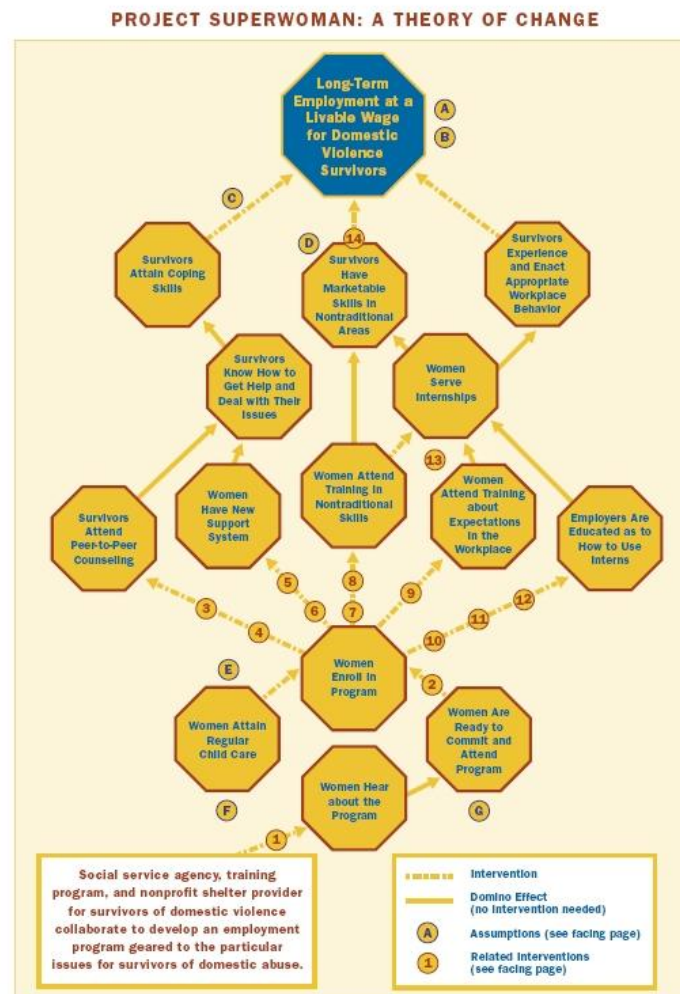 PROJECT SUPERWOMAN: A THEORY OF CHANGE
Long-Term
Employment at a
Livable Wage
for Domestic
Violence
Survivors
A
B
C
D
14
Survivors
Attain Coping
Skills
Survivors
Have
Marketable
Skills in
Nontraditional
Areas
Survivors
Experience
and Enact
Appropriate
Workplace
Behavior
Survivors
Know How to
Get Help and
Deal with Their
Issues
Women
Serve
Internships
13
Survivors
Attend
Peer-to-Peer
Counseling
Women
Have New
Support
System
Women Attend
Training in
Nontraditional
Skills
Women
Attend Training
about
Expectations
in the
Workplace
Employers Are
Educated as to
How to Use
Interns
3
4
5
6
8
7
9
10
11
12
Women
Enroll in
Program
E
2
Women Attain
Regular
Child Care
Women Are
Ready to
Commit and
Attend
Program
Women Hear
about the
Program
F
G
1
Social service agency, training
program, and nonprofit shelter provider
for survivors of domestic violence
collaborate to develop an employment
program geared to the particular
issues for survivors of domestic abuse.
Intervention
Domino Effect
(no intervention needed)
A
Assumptions (see facing page)
1
Related Interventions
(see facing page)